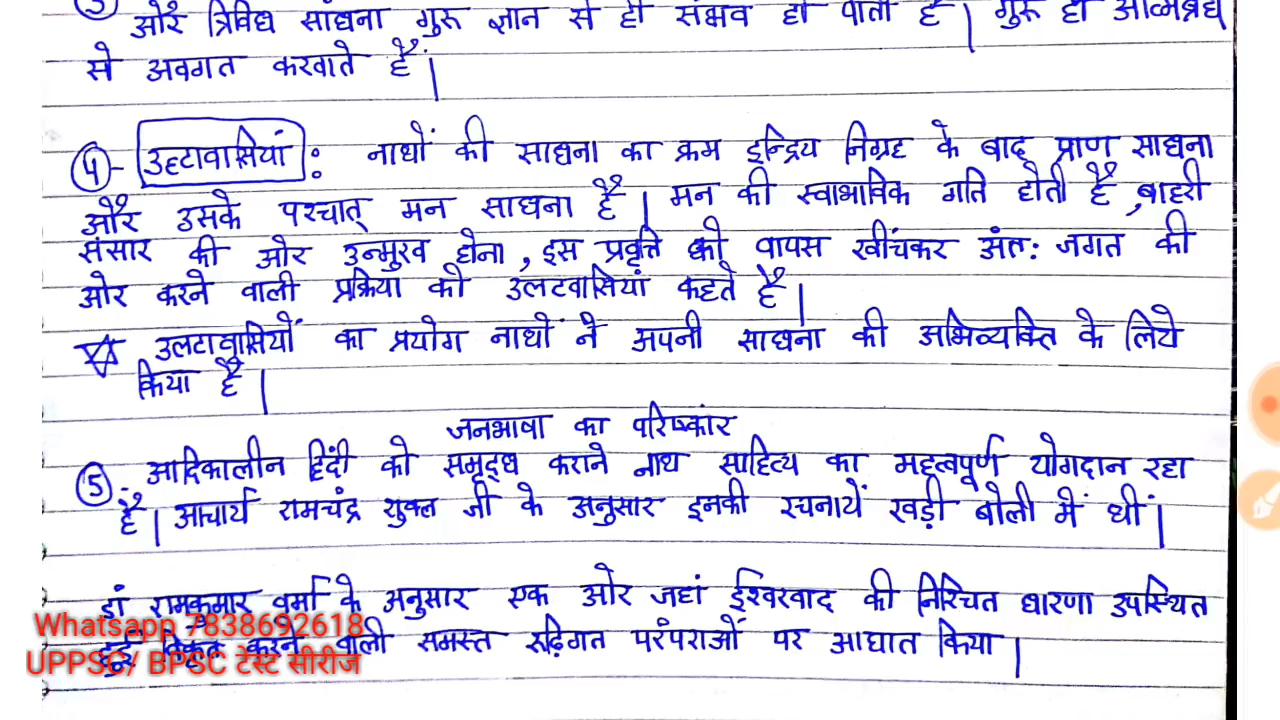 और त्रिविध साधना गुरू ज्ञान से ही संभव हो पाती है | गुरू ही आत्मब्रह्म
से अवगत करवाते हैं |
④- उल्टावासियां : नाथों की साधना का क्रम इन्द्रिय निग्रह के बाद प्राण साधना
और उसके पश्चात् मन साधना है | मन की स्वाभाविक गति होती है , बाहरी
संसार की ओर उन्मुख होना , इस प्रवृत्ति को वापस खींचकर अंत: जगत की
ओर करने वाली प्रक्रिया को उलटवासियां कहते हैं |
☆ उलटावासियों का प्रयोग नाथों ने अपनी साधना की अभिव्यक्ति के लिये
किया है |
जनभाषा का परिष्कार
⑤. आदिकालीन हिंदी को समृद्ध कराने नाथ साहित्य का महत्वपूर्ण योगदान रहा
है | आचार्य रामचंद्र शुक्ल जी के अनुसार इनकी रचनायें खड़ी बोली में थीं |
डॉ रामकुमार वर्मा के अनुसार एक ओर जहां ईश्वरवाद की निश्चित धारणा उपस्थित
हुई विकृत करने वाली समस्त रूढ़िगत परंपराओं पर आघात किया |
Whatsapp 7838692618
UPPSC/ BPSC टेस्ट सीरीज